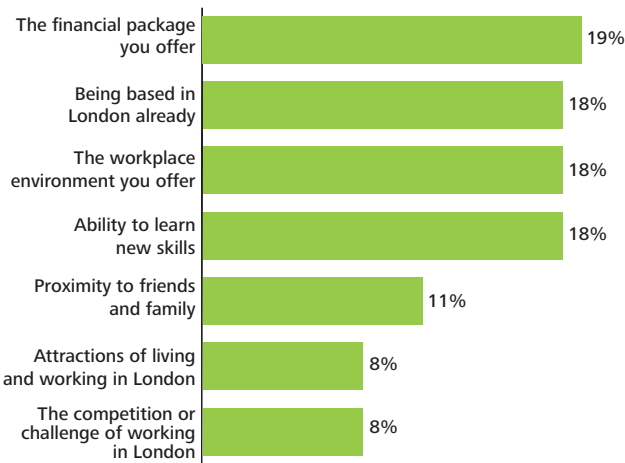 The financial package
you offer
19%
Being based in
London already
18%
The workplace
environment you offer
18%
Ability to learn
new skills
18%
Proximity to friends
and family
11%
Attractions of living
and working in London
8%
The competition or
challenge of working
in London
8%